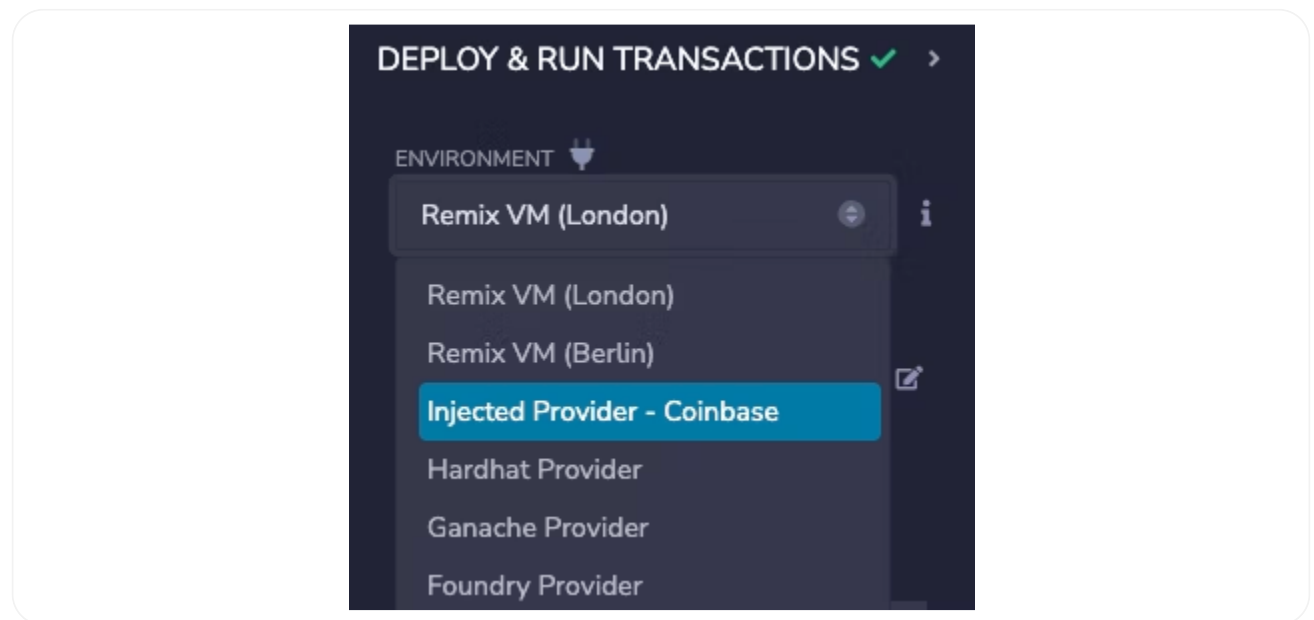 DEPLOY & RUN TRANSACTIONS
ENVIRONMENT
Remix VM (London)
Remix VM (London)
Remix VM (Berlin)
Injected Provider - Coinbase
Hardhat Provider
Ganache Provider
Foundry Provider